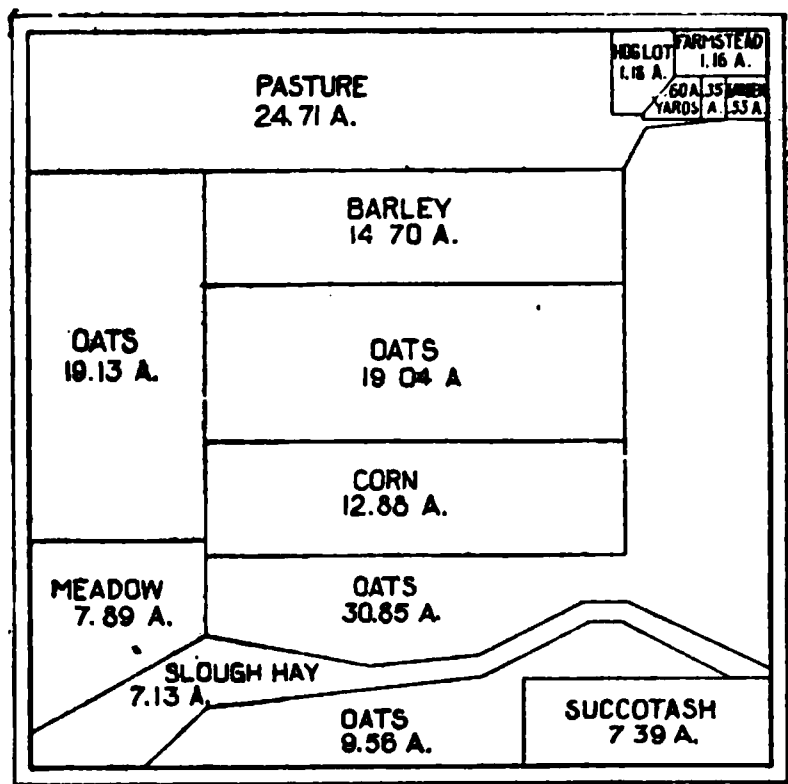 PASTURE
24.71 A.
HOG LOT
1.18 A.
FARMSTEAD
1.16 A.
.60 A.
YARDS
.35
A.
GARDEN
.53 A.
BARLEY
14 70 A.
OATS
19.13 A.
OATS
19 04 A
CORN
12.88 A.
MEADOW
7.89 A.
OATS
30.85 A.
SLOUGH HAY
7.13 A.
OATS
9.56 A.
SUCCOTASH
7 39 A.